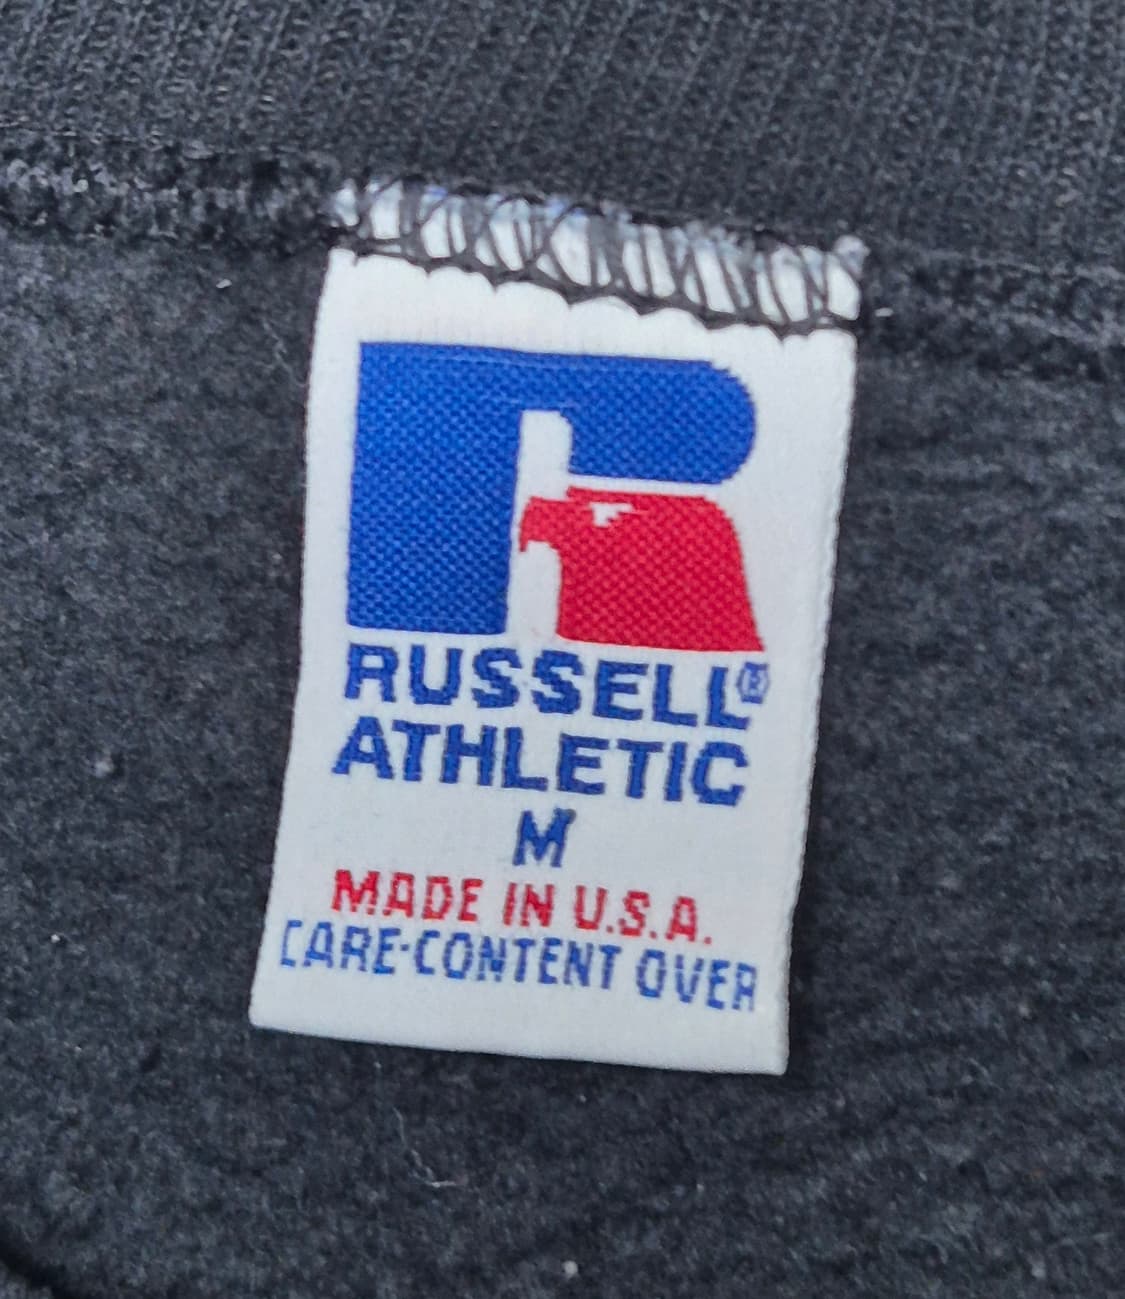 RUSSELL®
ATHLETIC
M
MADE IN U.S.A.
CARE-CONTENT OVER